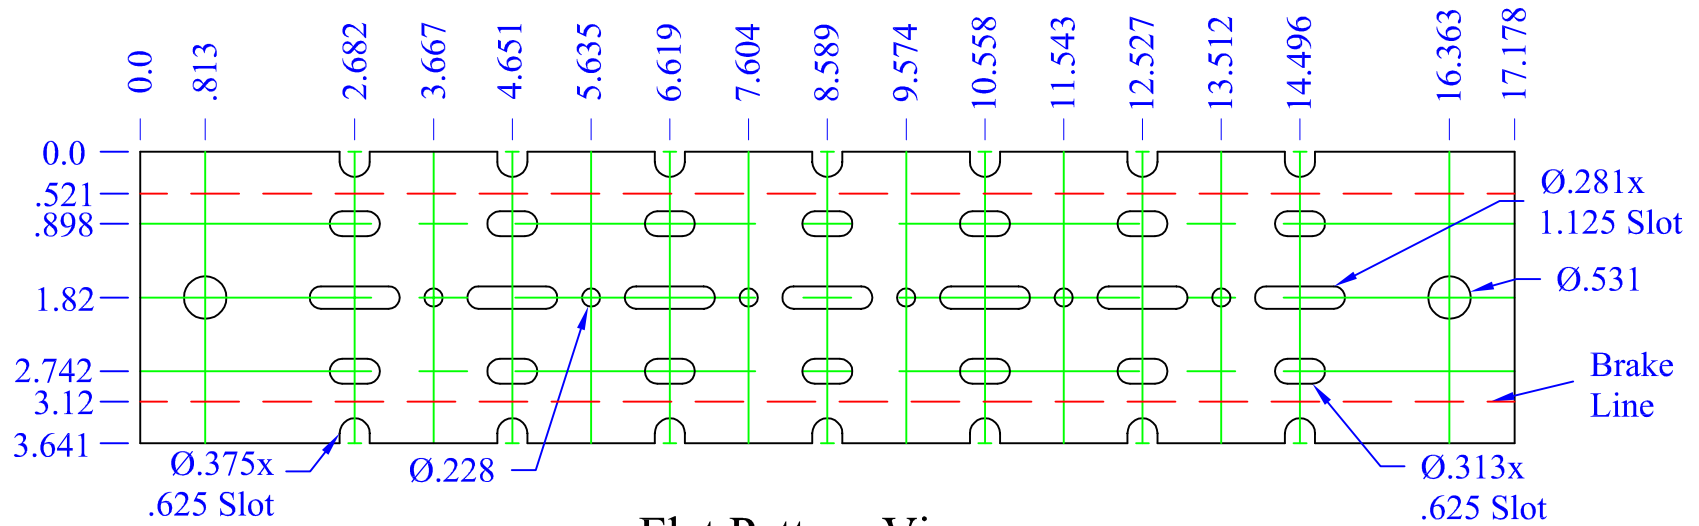 0.0
.813
2.682
3.667
4.651
5.635
6.619
7.604
8.589
9.574
10.558
11.543
12.527
13.512
14.496
16.363
17.178
0.0
.521
.898
1.82
2.742
3.12
3.641
Ø.281x
1.125 Slot
Ø.531
Brake
Line
Ø.375x
.625 Slot
Ø.228
Ø.313x
.625 Slot